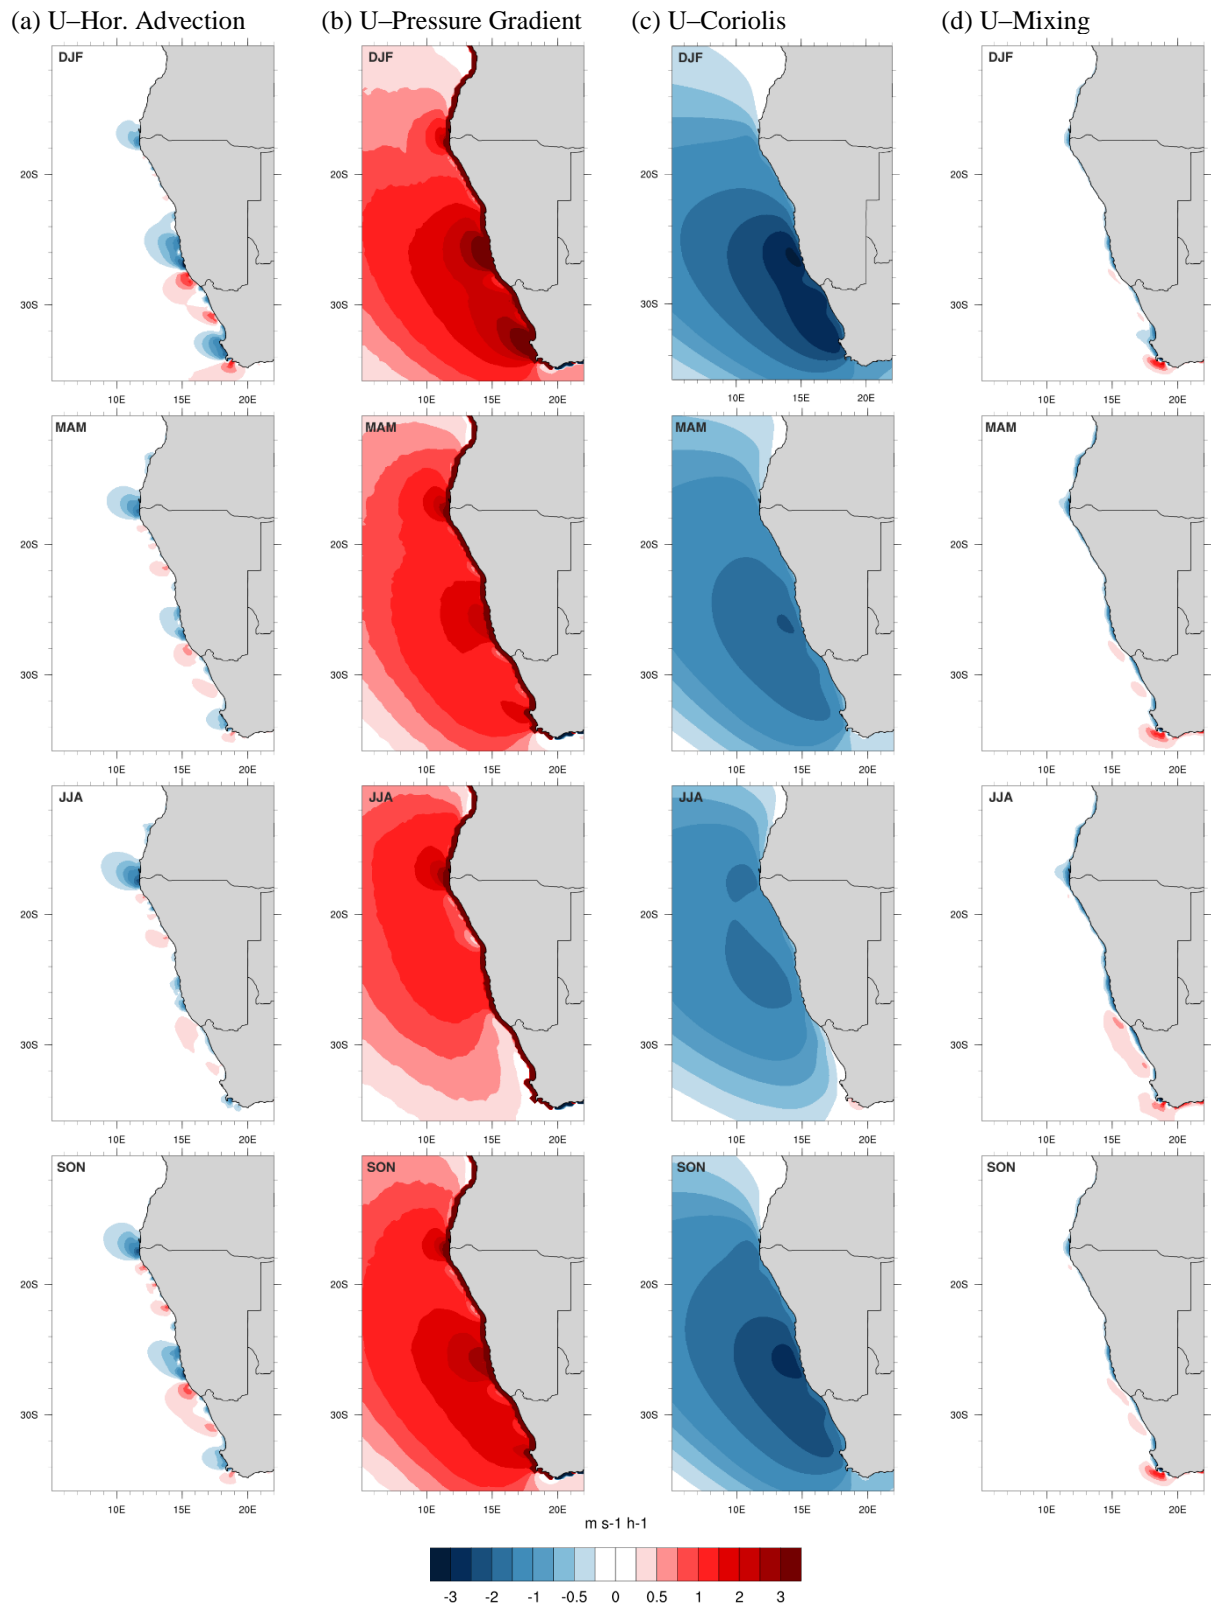 (a) U–Hor. Advection (b) U–Pressure Gradient (c) U–Coriolis (d) U–Mixing
DJF DJF DJF DJF
20S 20S 20S 20S
30S 30S 30S 30S
10E 15E 20E 10E 15E 20E 10E 15E 20E 10E 15E 20E
MAM MAM MAM MAM
20S 20S 20S 20S
30S 30S 30S 30S
10E 15E 20E 10E 15E 20E 10E 15E 20E 10E 15E 20E
JJA JJA JJA JJA
20S 20S 20S 20S
30S 30S 30S 30S
10E 15E 20E 10E 15E 20E 10E 15E 20E 10E 15E 20E
SON SON SON SON
20S 20S 20S 20S
30S 30S 30S 30S
10E 15E 20E 10E 15E 20E 10E 15E 20E 10E 15E 20E
m s-1 h-1
-3 -2 -1 -0.5 0 0.5 1 2 3